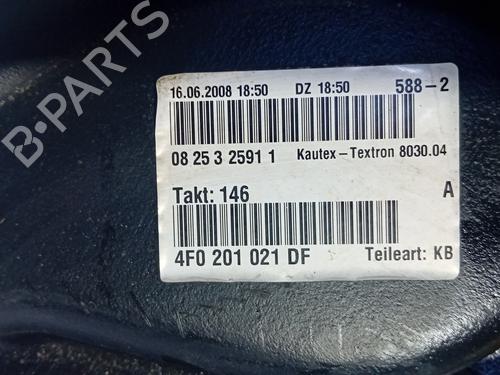 16.06.2008 18:50 DZ 18:50 588-2
08 25 3 2591 1 Kautex-Textron 8030.04
Takt: 146 A
4F0 201 021 DF Teileart: KB
B-PARTS